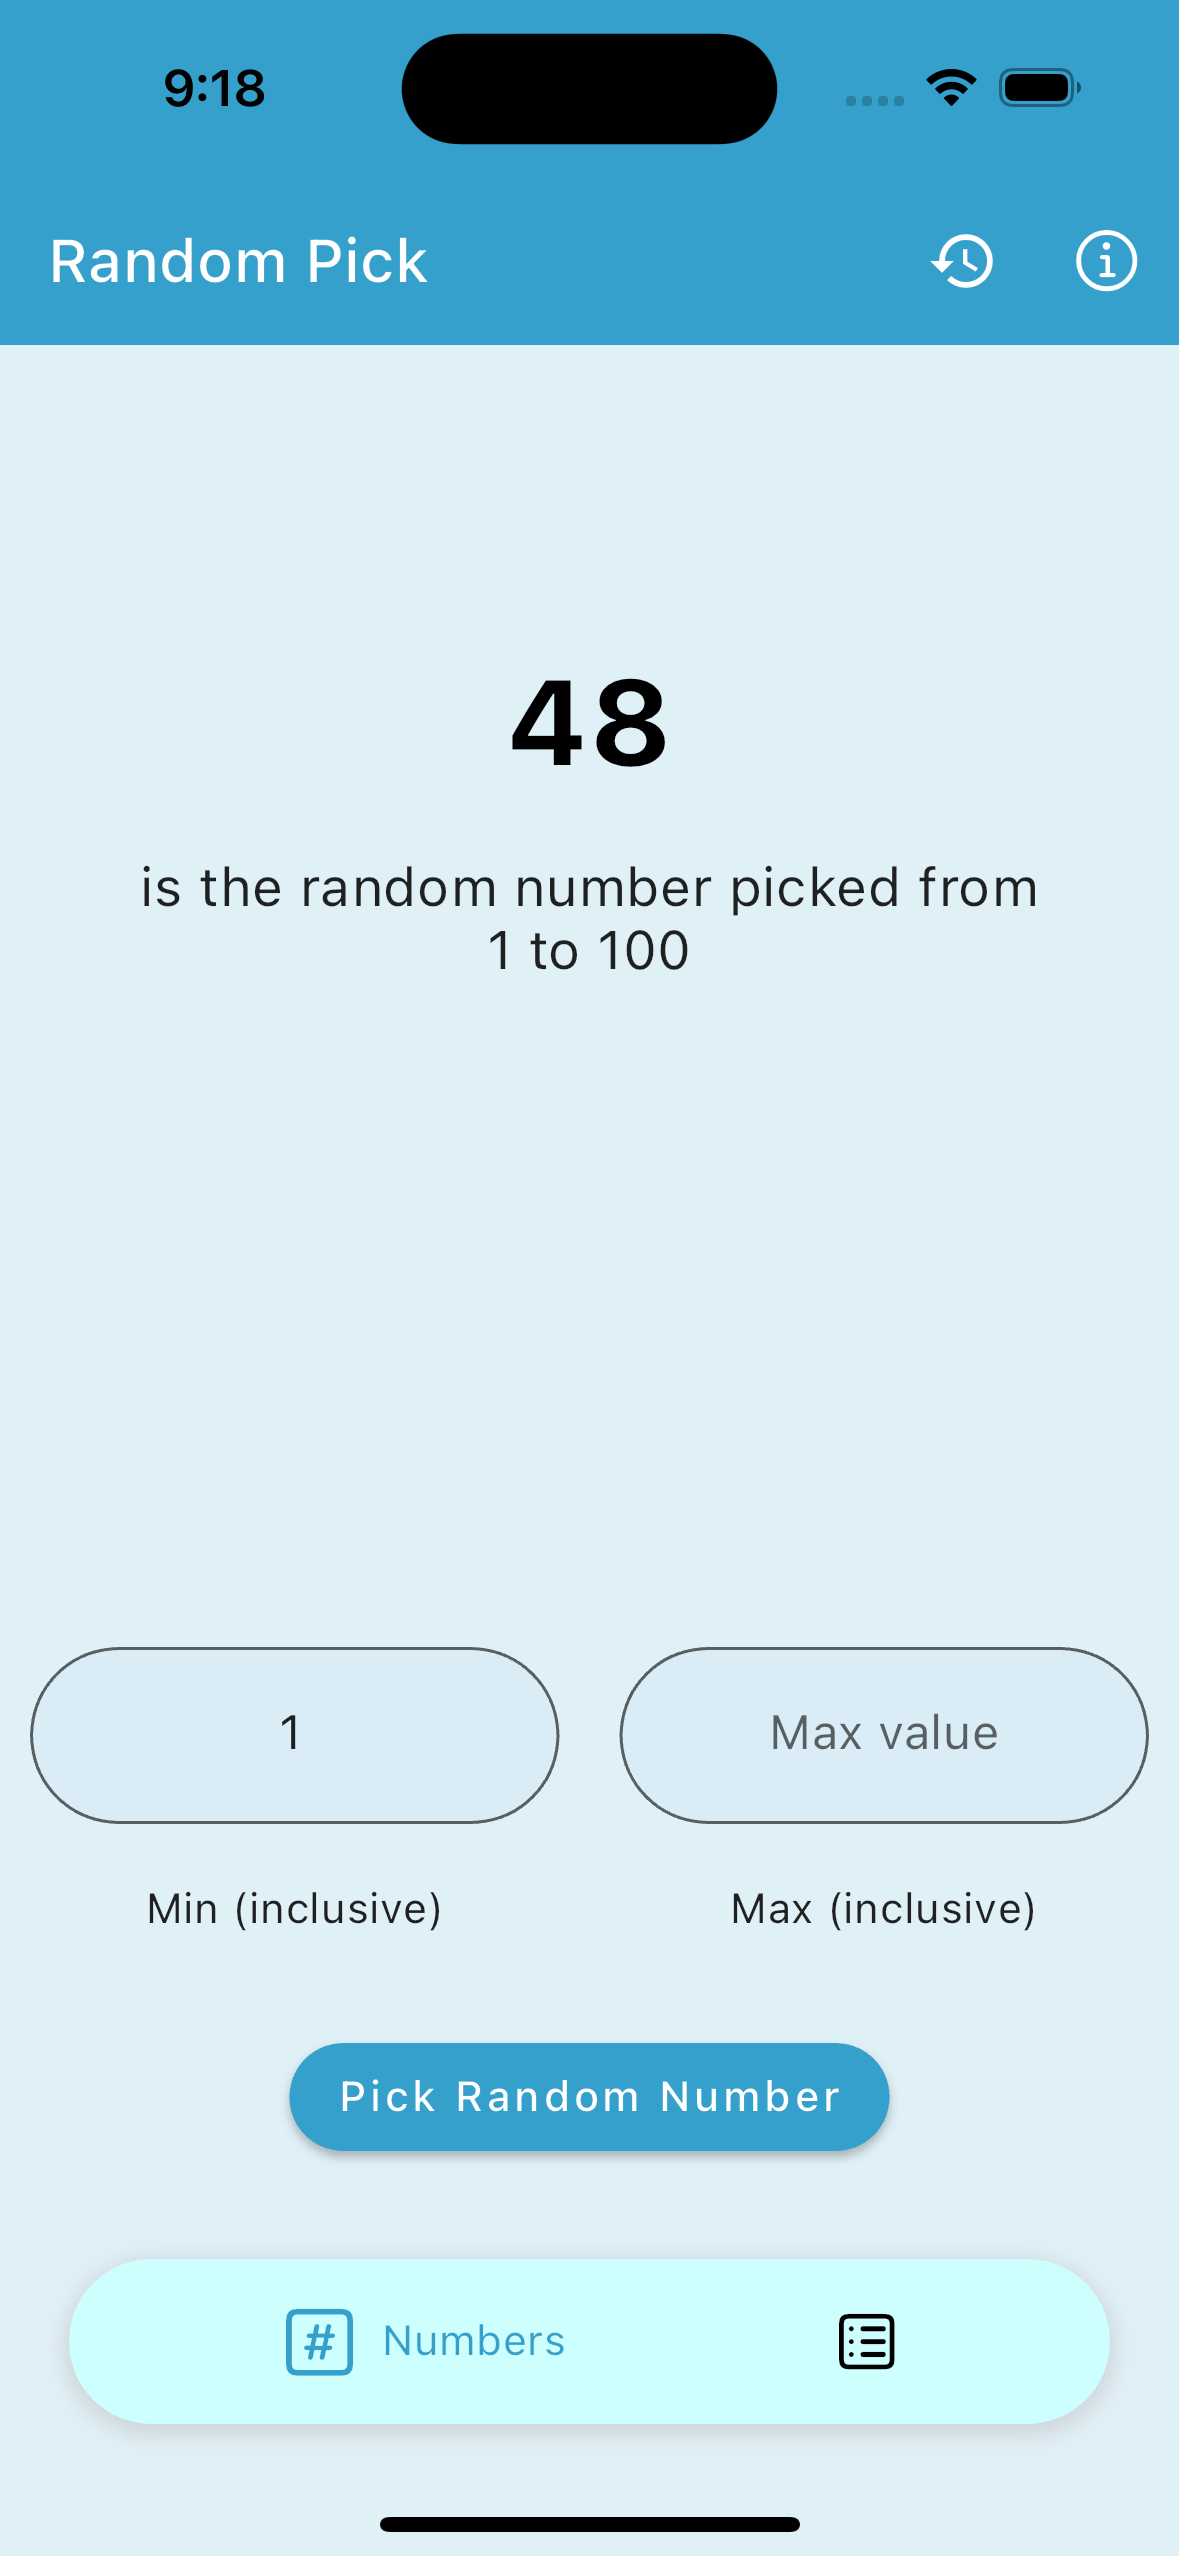 9:18
Random Pick
48
is the random number picked from
1 to 100
1
Max value
Min (inclusive)
Max (inclusive)
Pick Random Number
# Numbers